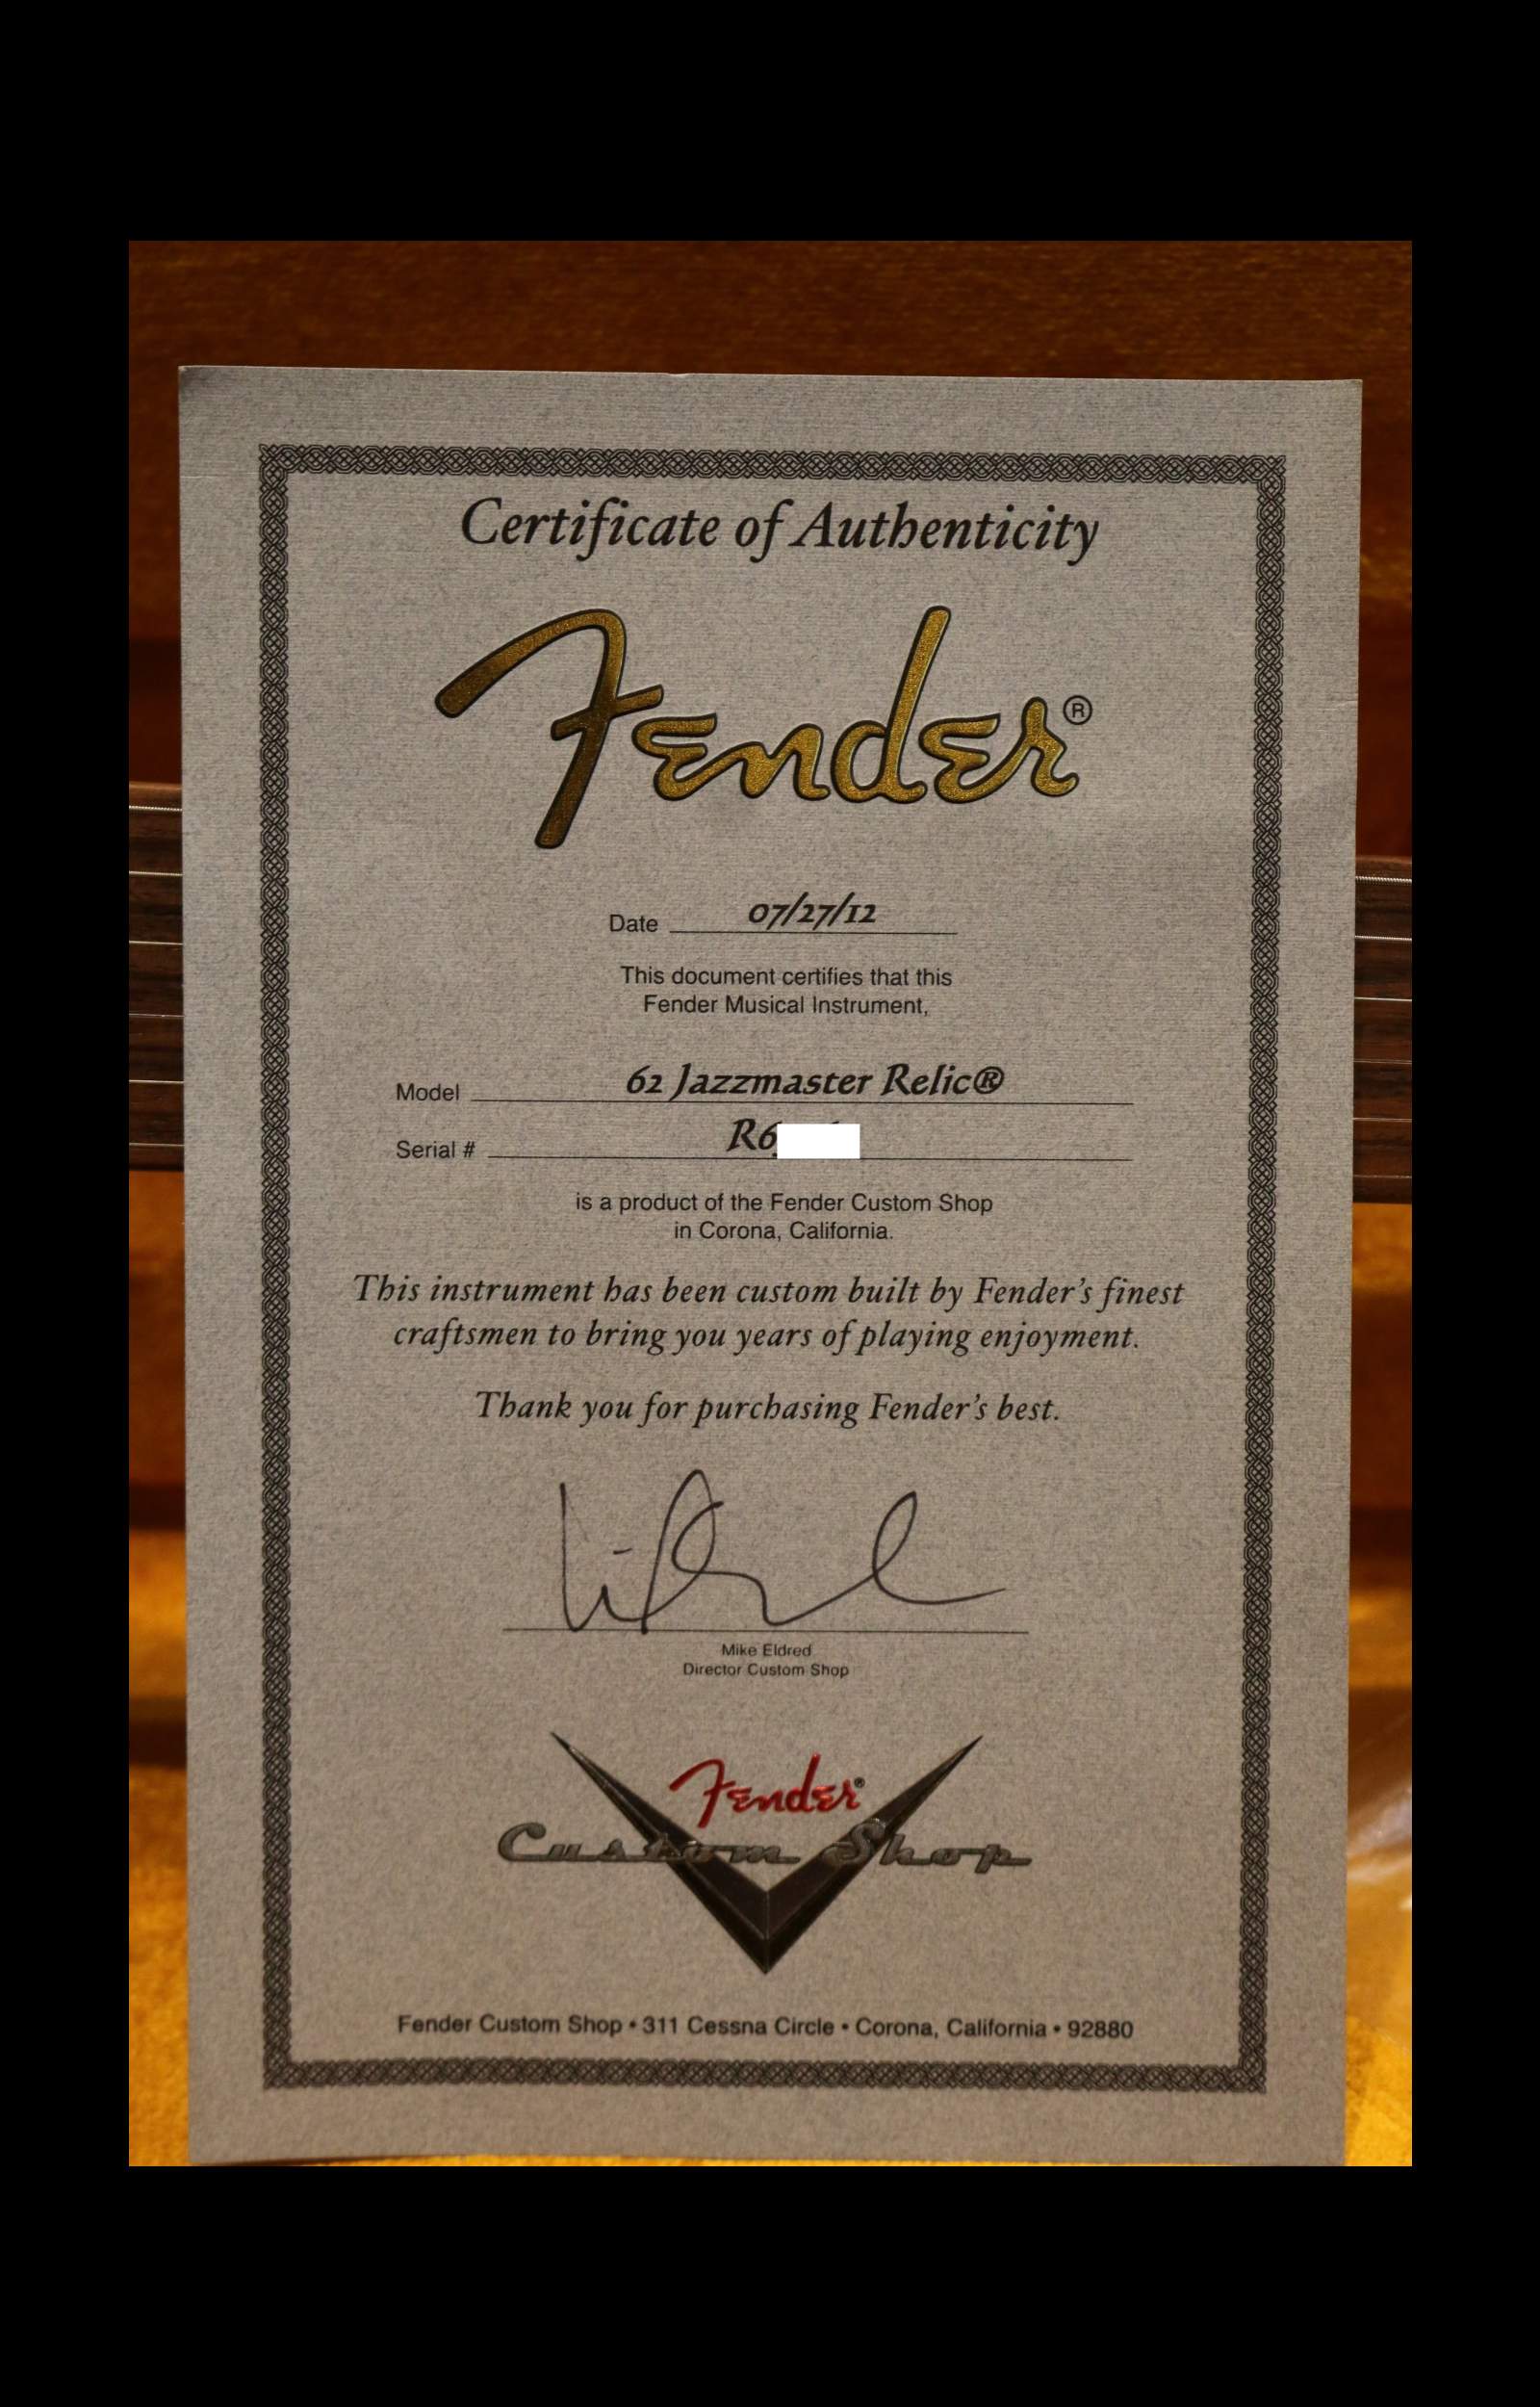 Certificate of Authenticity
Fender®
Date 07/27/12
This document certifies that this
Fender Musical Instrument,
Model 62 Jazzmaster Relic®
Serial # R6
is a product of the Fender Custom Shop
in Corona, California.
This instrument has been custom built by Fender's finest
craftsmen to bring you years of playing enjoyment.
Thank you for purchasing Fender's best.
Mike Eldred
Director Custom Shop
Fender®
Custom Shop
Fender Custom Shop • 311 Cessna Circle • Corona, California • 92880